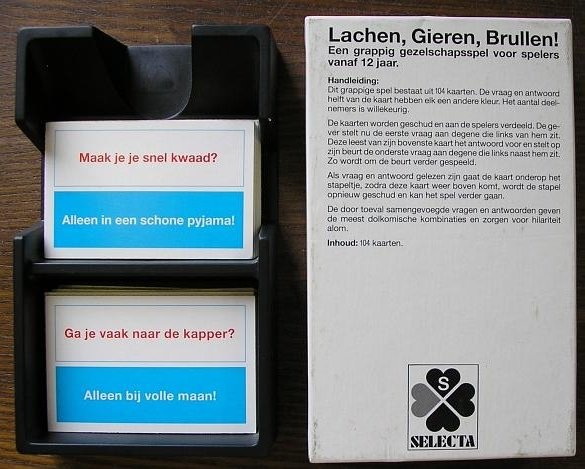 Lachen, Gieren, Brullen!
Een grappig gezelschapsspel voor spelers
vanaf 12 jaar.
Handleiding:
Dit grappige spel bestaat uit 104 kaarten. De vraag en antwoord
helft van de kaart hebben elk een andere kleur. Het aantal deel-
nemers is willekeurig.
De kaarten worden geschud en aan de spelers verdeeld. De ge-
ver stelt nu de eerste vraag aan degene die links van hem zit.
Deze leest van zijn bovenste kaart het antwoord voor en stelt op
zijn beurt de onderste vraag aan degene die links naast hem zit.
Zo wordt om de beurt verder gespeeld.
Als vraag en antwoord gelezen zijn gaat de kaart onderop het
stapeltje, zodra deze kaart weer boven komt, wordt de stapel
opnieuw geschud en kan het spel verder gaan.
De door toeval samengevoegde vragen en antwoorden geven
de meest dolkomische kombinaties en zorgen voor hilariteit
alom.
Inhoud: 104 kaarten.
S
SELECTA
Maak je je snel kwaad?
Alleen in een schone pyjama!
Ga je vaak naar de kapper?
Alleen bij volle maan!